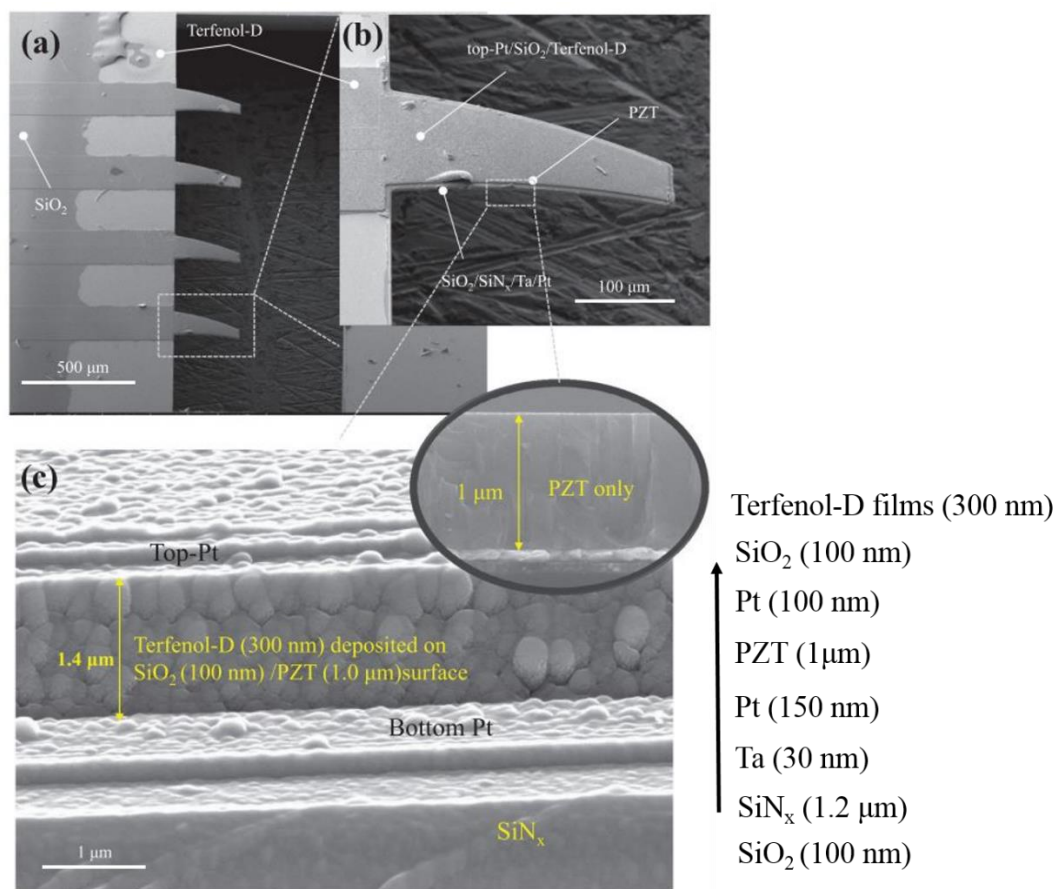 (a)
Terfenol-D
SiO₂
500 μm
(b)
top-Pt/SiO₂/Terfenol-D
PZT
SiO₂/SiNₓ/Ta/Pt
100 μm
(c)
1 μm
PZT only
Top-Pt
1.4 μm
Terfenol-D (300 nm) deposited on
SiO₂ (100 nm) /PZT (1.0 μm)surface
Bottom Pt
SiNₓ
1 μm
Terfenol-D films (300 nm)
SiO₂ (100 nm)
Pt (100 nm)
PZT (1μm)
Pt (150 nm)
Ta (30 nm)
SiNₓ (1.2 μm)
SiO₂ (100 nm)